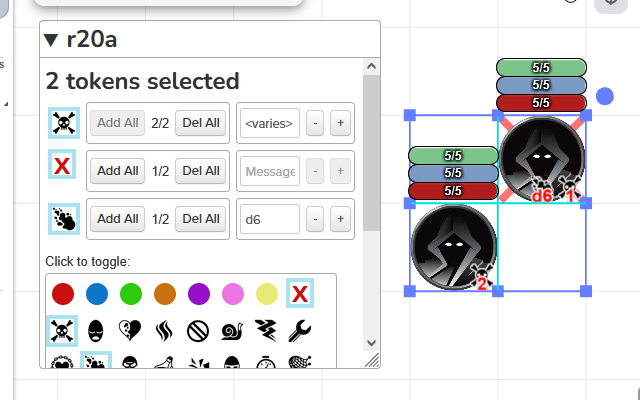 s
▼ r20a
2 tokens selected
Add All 2/2 Del All <varies> - +
X Add All 1/2 Del All Message - +
Add All 1/2 Del All d6 - +
Click to toggle:
X
5/5
5/5
5/5
d6 1
5/5
5/5
5/5
2